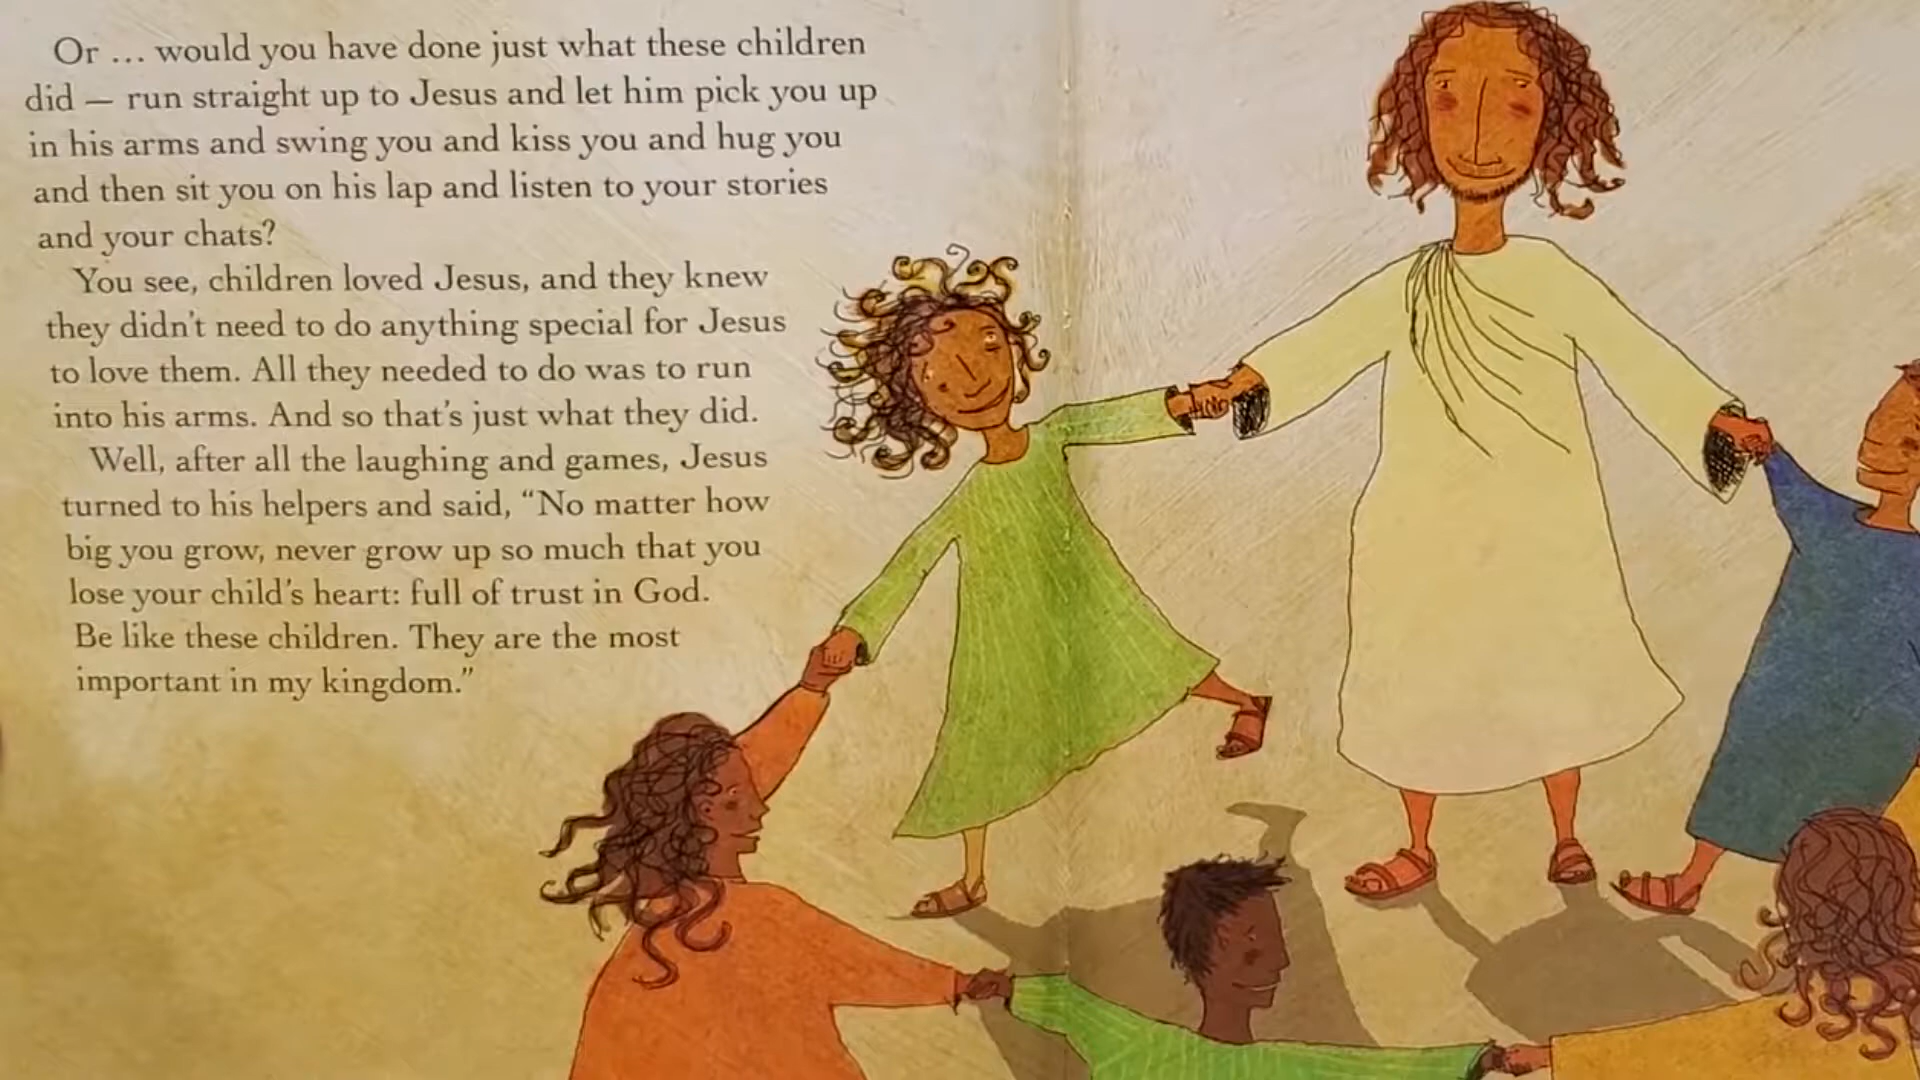 Or ... would you have done just what these children
did — run straight up to Jesus and let him pick you up
in his arms and swing you and kiss you and hug you
and then sit you on his lap and listen to your stories
and your chats?
You see, children loved Jesus, and they knew
they didn't need to do anything special for Jesus
to love them. All they needed to do was to run
into his arms. And so that's just what they did.
Well, after all the laughing and games, Jesus
turned to his helpers and said, “No matter how
big you grow, never grow up so much that you
lose your child's heart: full of trust in God.
Be like these children. They are the most
important in my kingdom.”